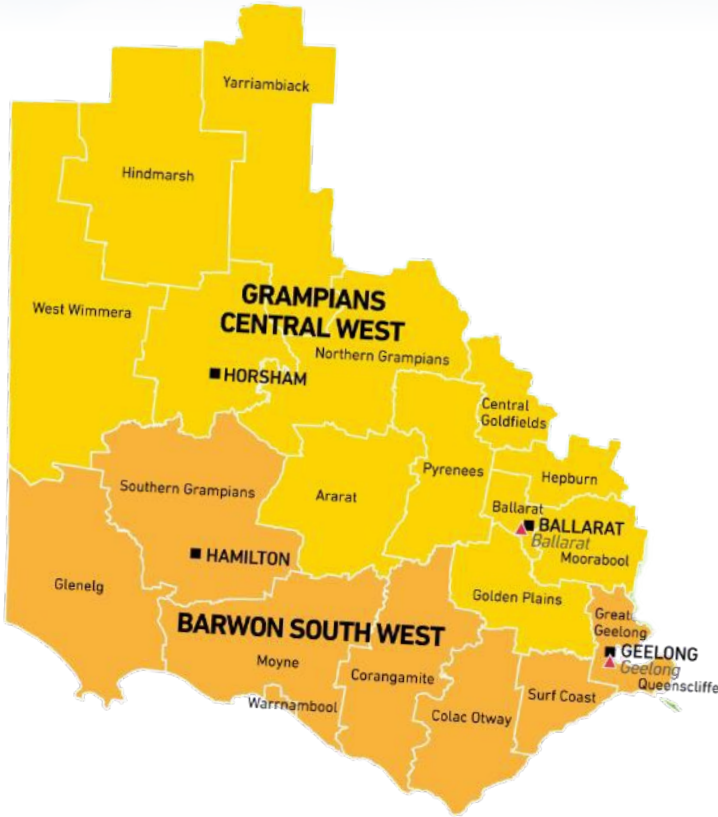 Yarriambiack
Hindmarsh
GRAMPIANS
CENTRAL WEST
West Wimmera
Northern Grampians
HORSHAM
Central
Goldfields
Pyrenees
Hepburn
Southern Grampians
Ararat
Ballarat
BALLARAT
Ballarat
Moorabool
HAMILTON
Glenelg
Golden Plains
Great
Geelong
BARWON SOUTH WEST
GEELONG
Geelong
Moyne
Corangamite
Queenscliffe
Surf Coast
Warrnambool
Colac Otway